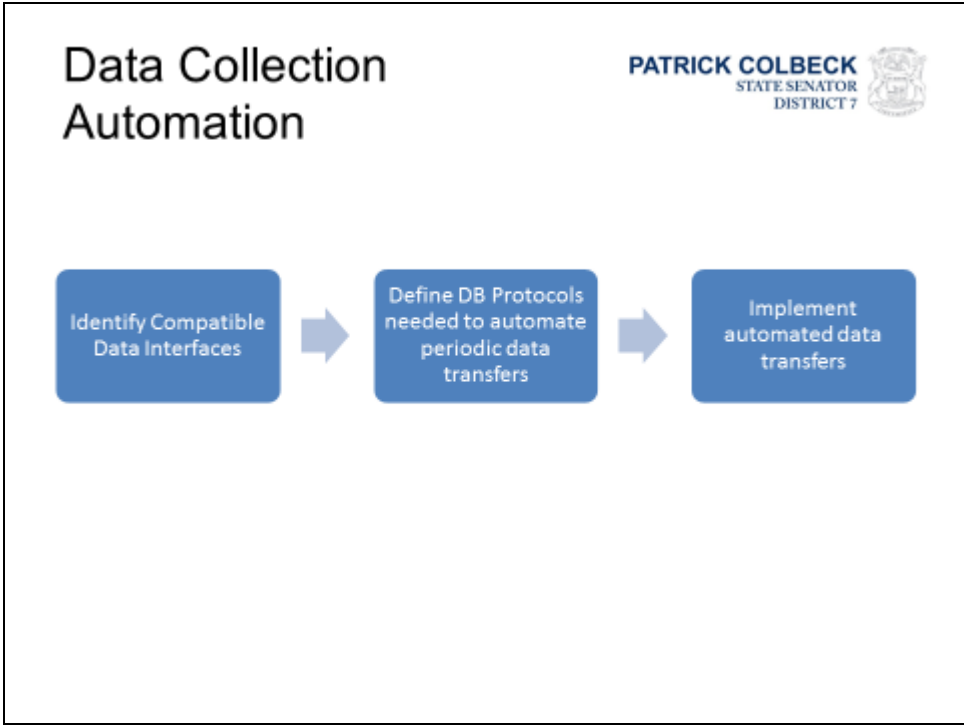 Data Collection
Automation
PATRICK COLBECK
STATE SENATOR
DISTRICT 7
Identify Compatible
Data Interfaces
Define DB Protocols
needed to automate
periodic data
transfers
Implement
automated data
transfers